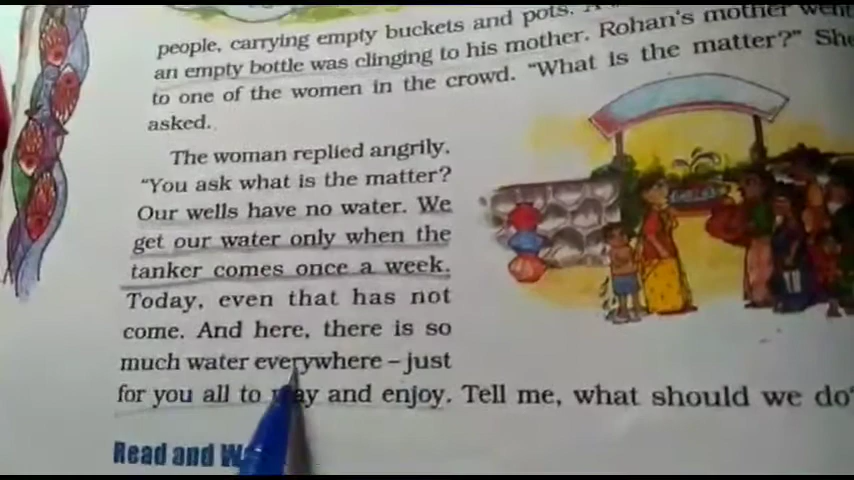 people, carrying empty buckets and pots. A
an empty bottle was clinging to his mother. Rohan's mother went
to one of the women in the crowd. "What is the matter?" She
asked.
The woman replied angrily.
"You ask what is the matter?
Our wells have no water. We
get our water only when the
tanker comes once a week.
Today, even that has not
come. And here, there is so
much water everywhere – just
for you all to and enjoy. Tell me, what should we do
Read and